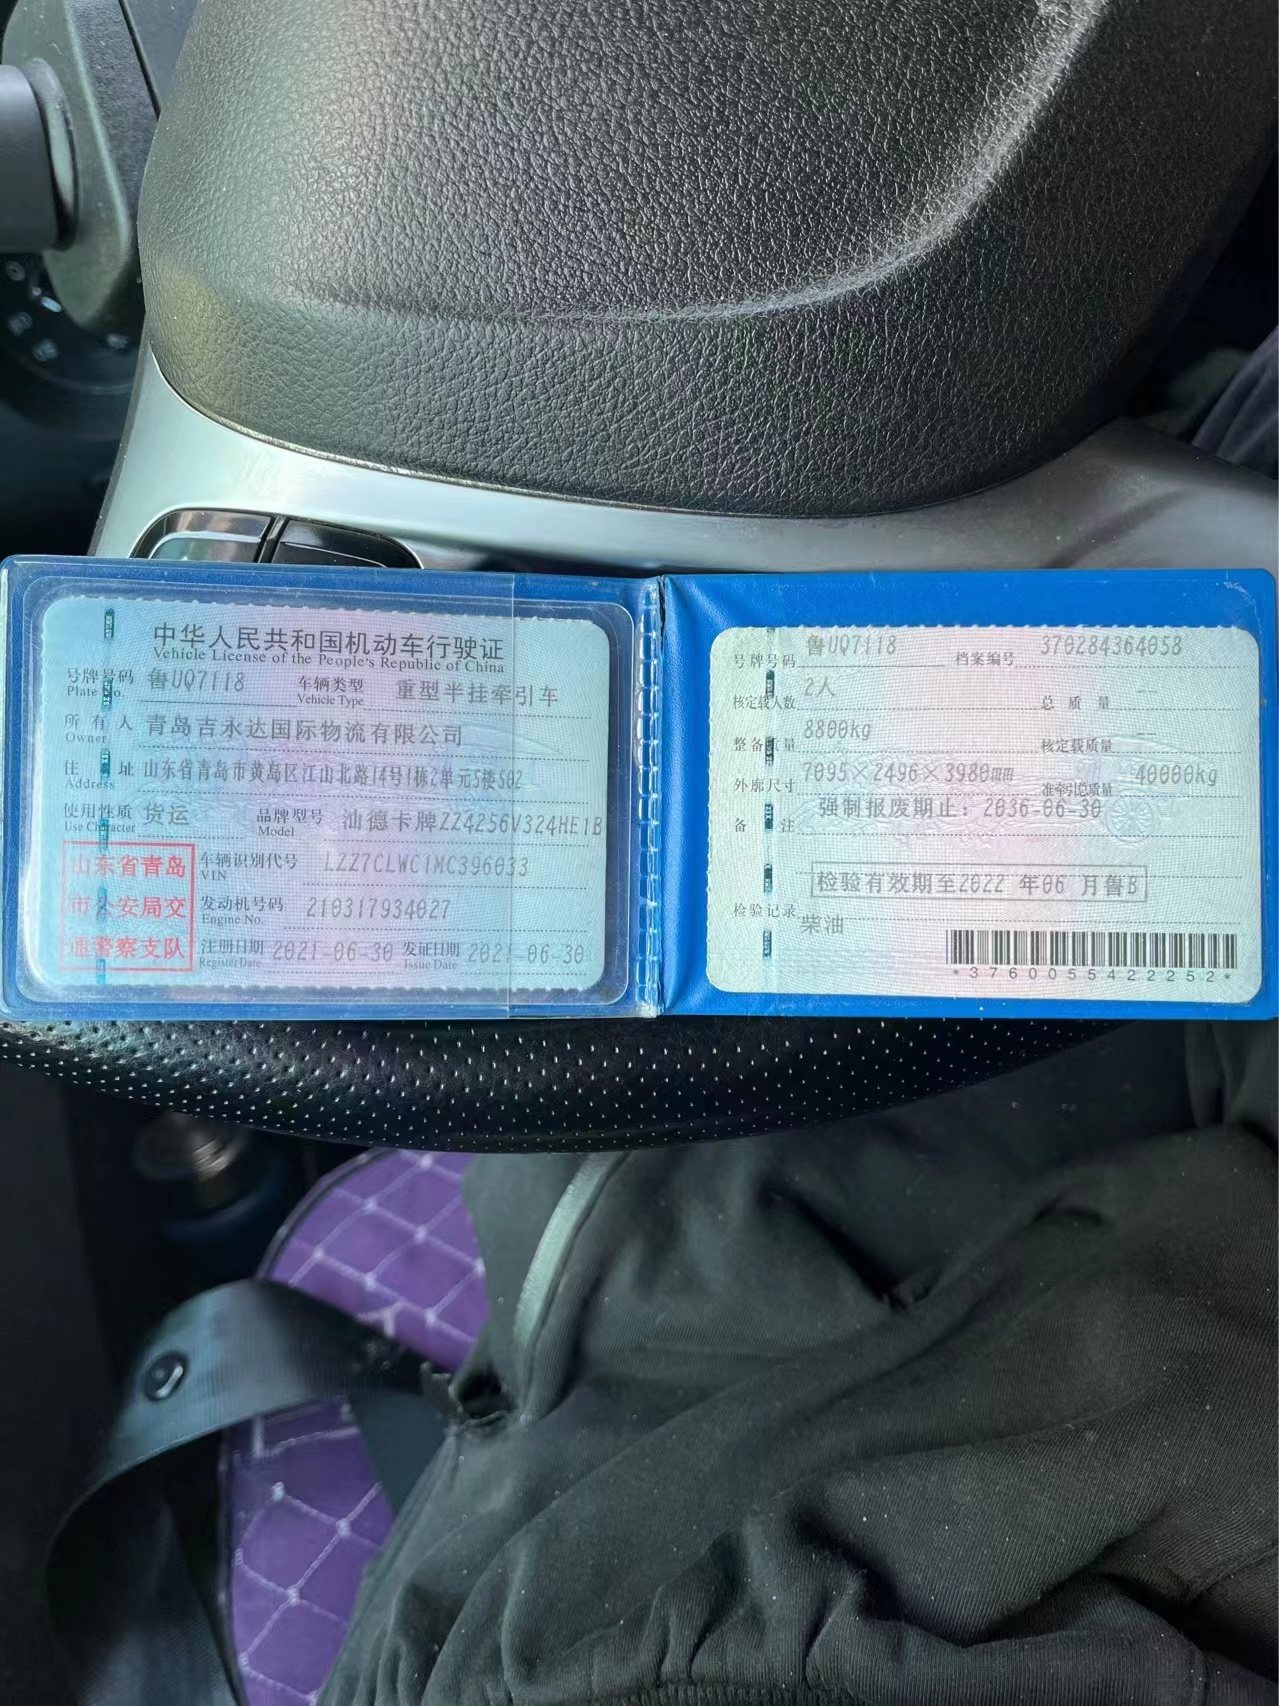 中华人民共和国机动车行驶证
Vehicle License of the People's Republic of China
号牌号码 鲁UQ7118 车辆类型 重型半挂牵引车
Plate No. Vehicle Type
所有人 青岛吉永达国际物流有限公司
Owner
住址 山东省青岛市黄岛区江山北路14号1栋2单元5楼502
Address
使用性质 货运 品牌型号 汕德卡牌ZZ4256V324HE1B
Use Character Model
山东省青岛
市公安局交
通警察支队
车辆识别代号 LZZ7CLWC1MC396033
VIN
发动机号码 210317934027
Engine No.
注册日期 2021-06-30 发证日期 2021-06-30
Register Date Issue Date
号牌号码 鲁UQ7118 档案编号 370284364058
核定载人数 2人 总质量 --
整备质量 8800kg 核定载质量 --
外廓尺寸 7095×2496×3980mm 准牵引总质量 40000kg
备注 强制报废期止：2036-06-30
检验有效期至2022 年06 月鲁B
检验记录 柴油
*3760055422252*